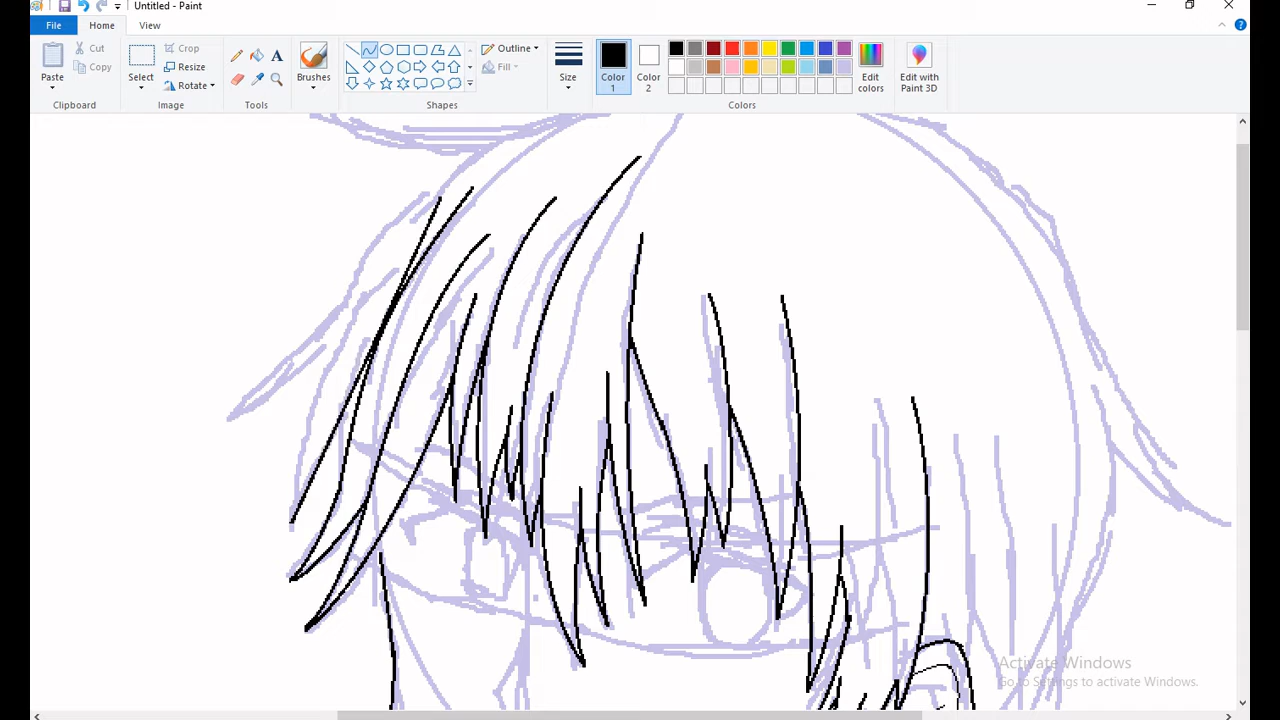 Untitled - Paint
File
Home
View
Paste
Cut
Copy
Clipboard
Select
Crop
Resize
Rotate
Image
A
Tools
Brushes
Outline
Fill
Shapes
Size
Color
1
Color
2
Edit
colors
Edit with
Paint 3D
Colors
Activate Windows
Go to Settings to activate Windows.